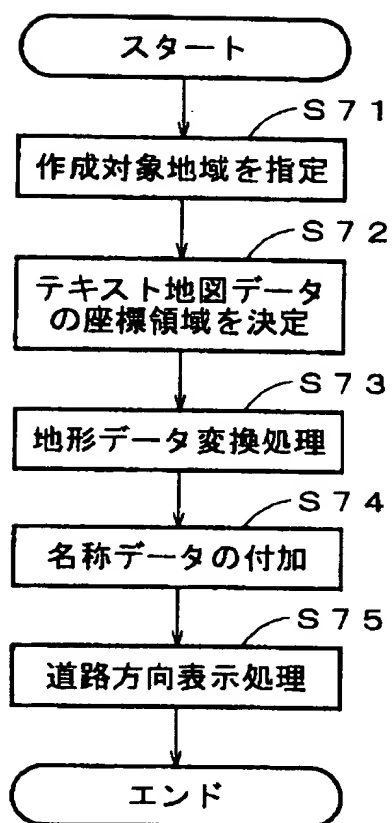 スタート
S71
作成対象地域を指定
S72
テキスト地図データ
の座標領域を決定
S73
地形データ変換処理
S74
名称データの付加
S75
道路方向表示処理
エンド